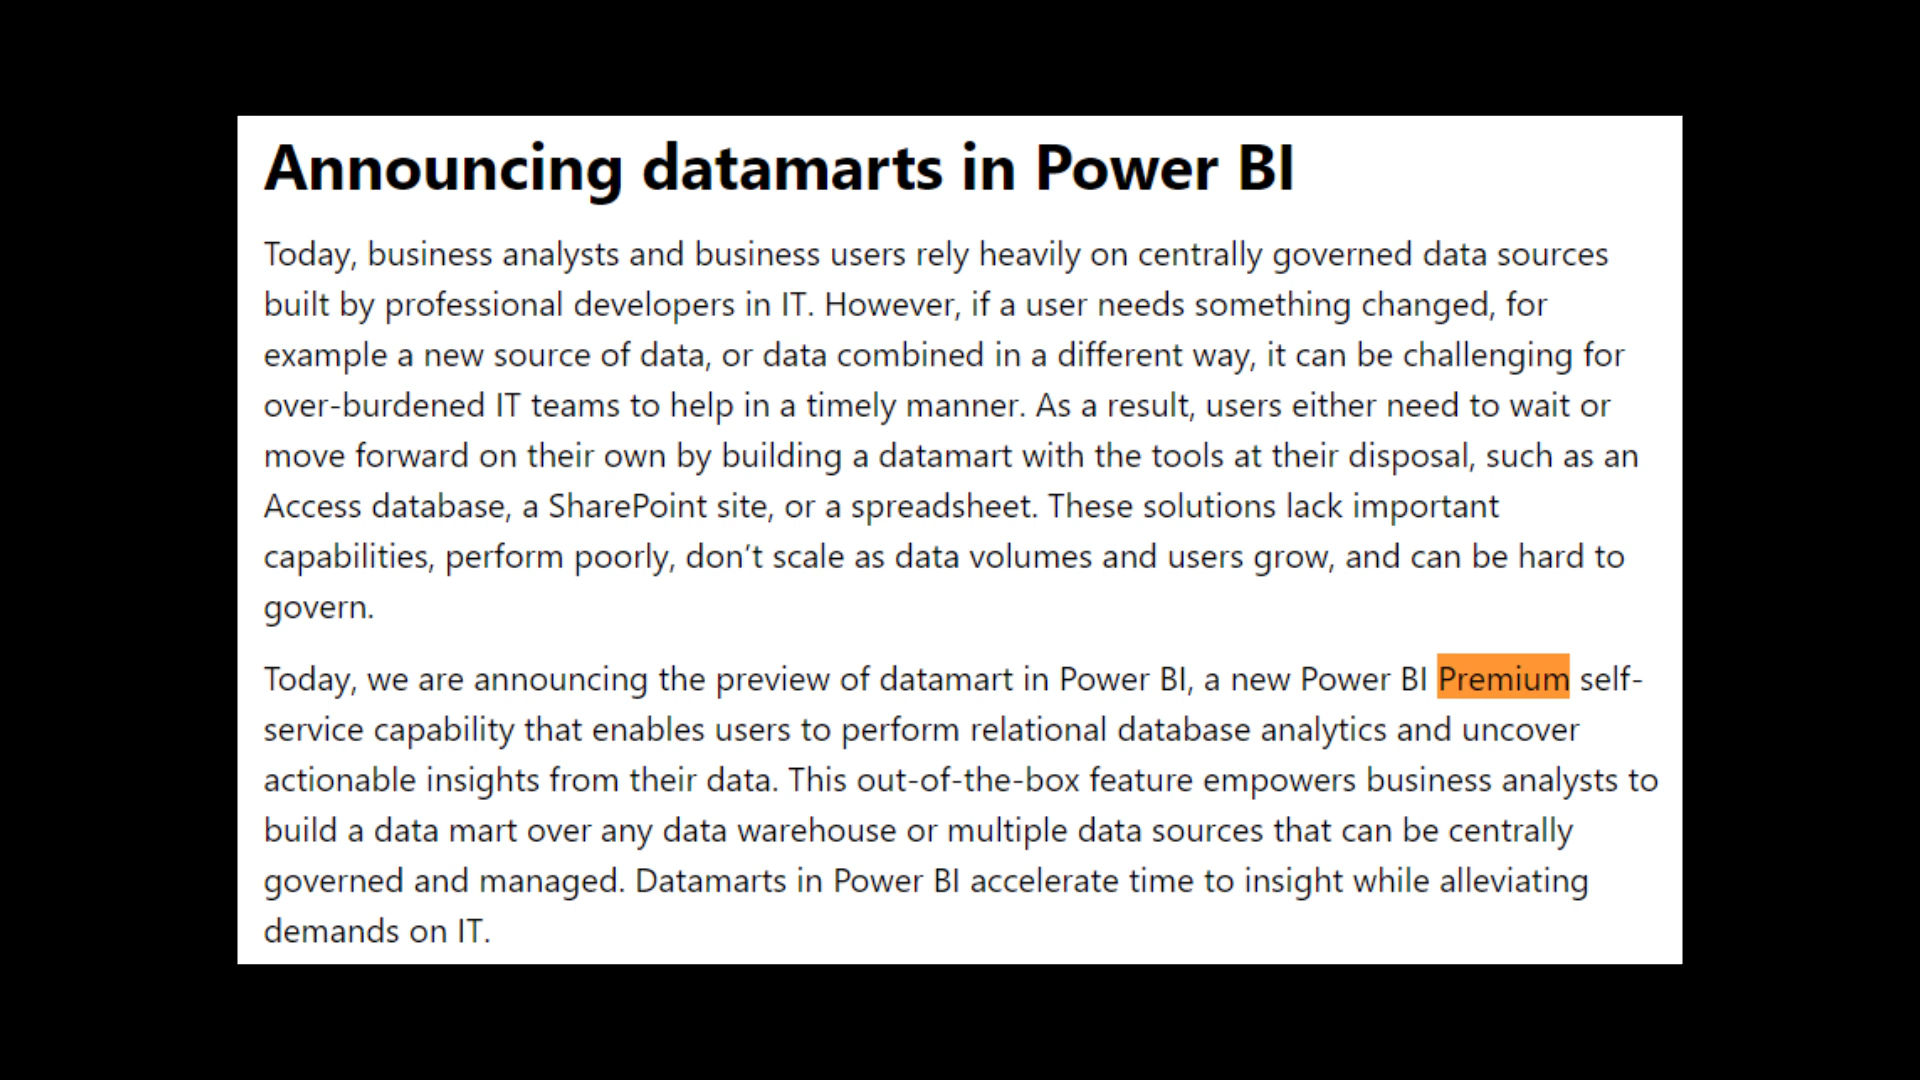 Announcing datamarts in Power BI
Today, business analysts and business users rely heavily on centrally governed data sources
built by professional developers in IT. However, if a user needs something changed, for
example a new source of data, or data combined in a different way, it can be challenging for
over-burdened IT teams to help in a timely manner. As a result, users either need to wait or
move forward on their own by building a datamart with the tools at their disposal, such as an
Access database, a SharePoint site, or a spreadsheet. These solutions lack important
capabilities, perform poorly, don’t scale as data volumes and users grow, and can be hard to
govern.
Today, we are announcing the preview of datamart in Power BI, a new Power BI Premium self-
service capability that enables users to perform relational database analytics and uncover
actionable insights from their data. This out-of-the-box feature empowers business analysts to
build a data mart over any data warehouse or multiple data sources that can be centrally
governed and managed. Datamarts in Power BI accelerate time to insight while alleviating
demands on IT.